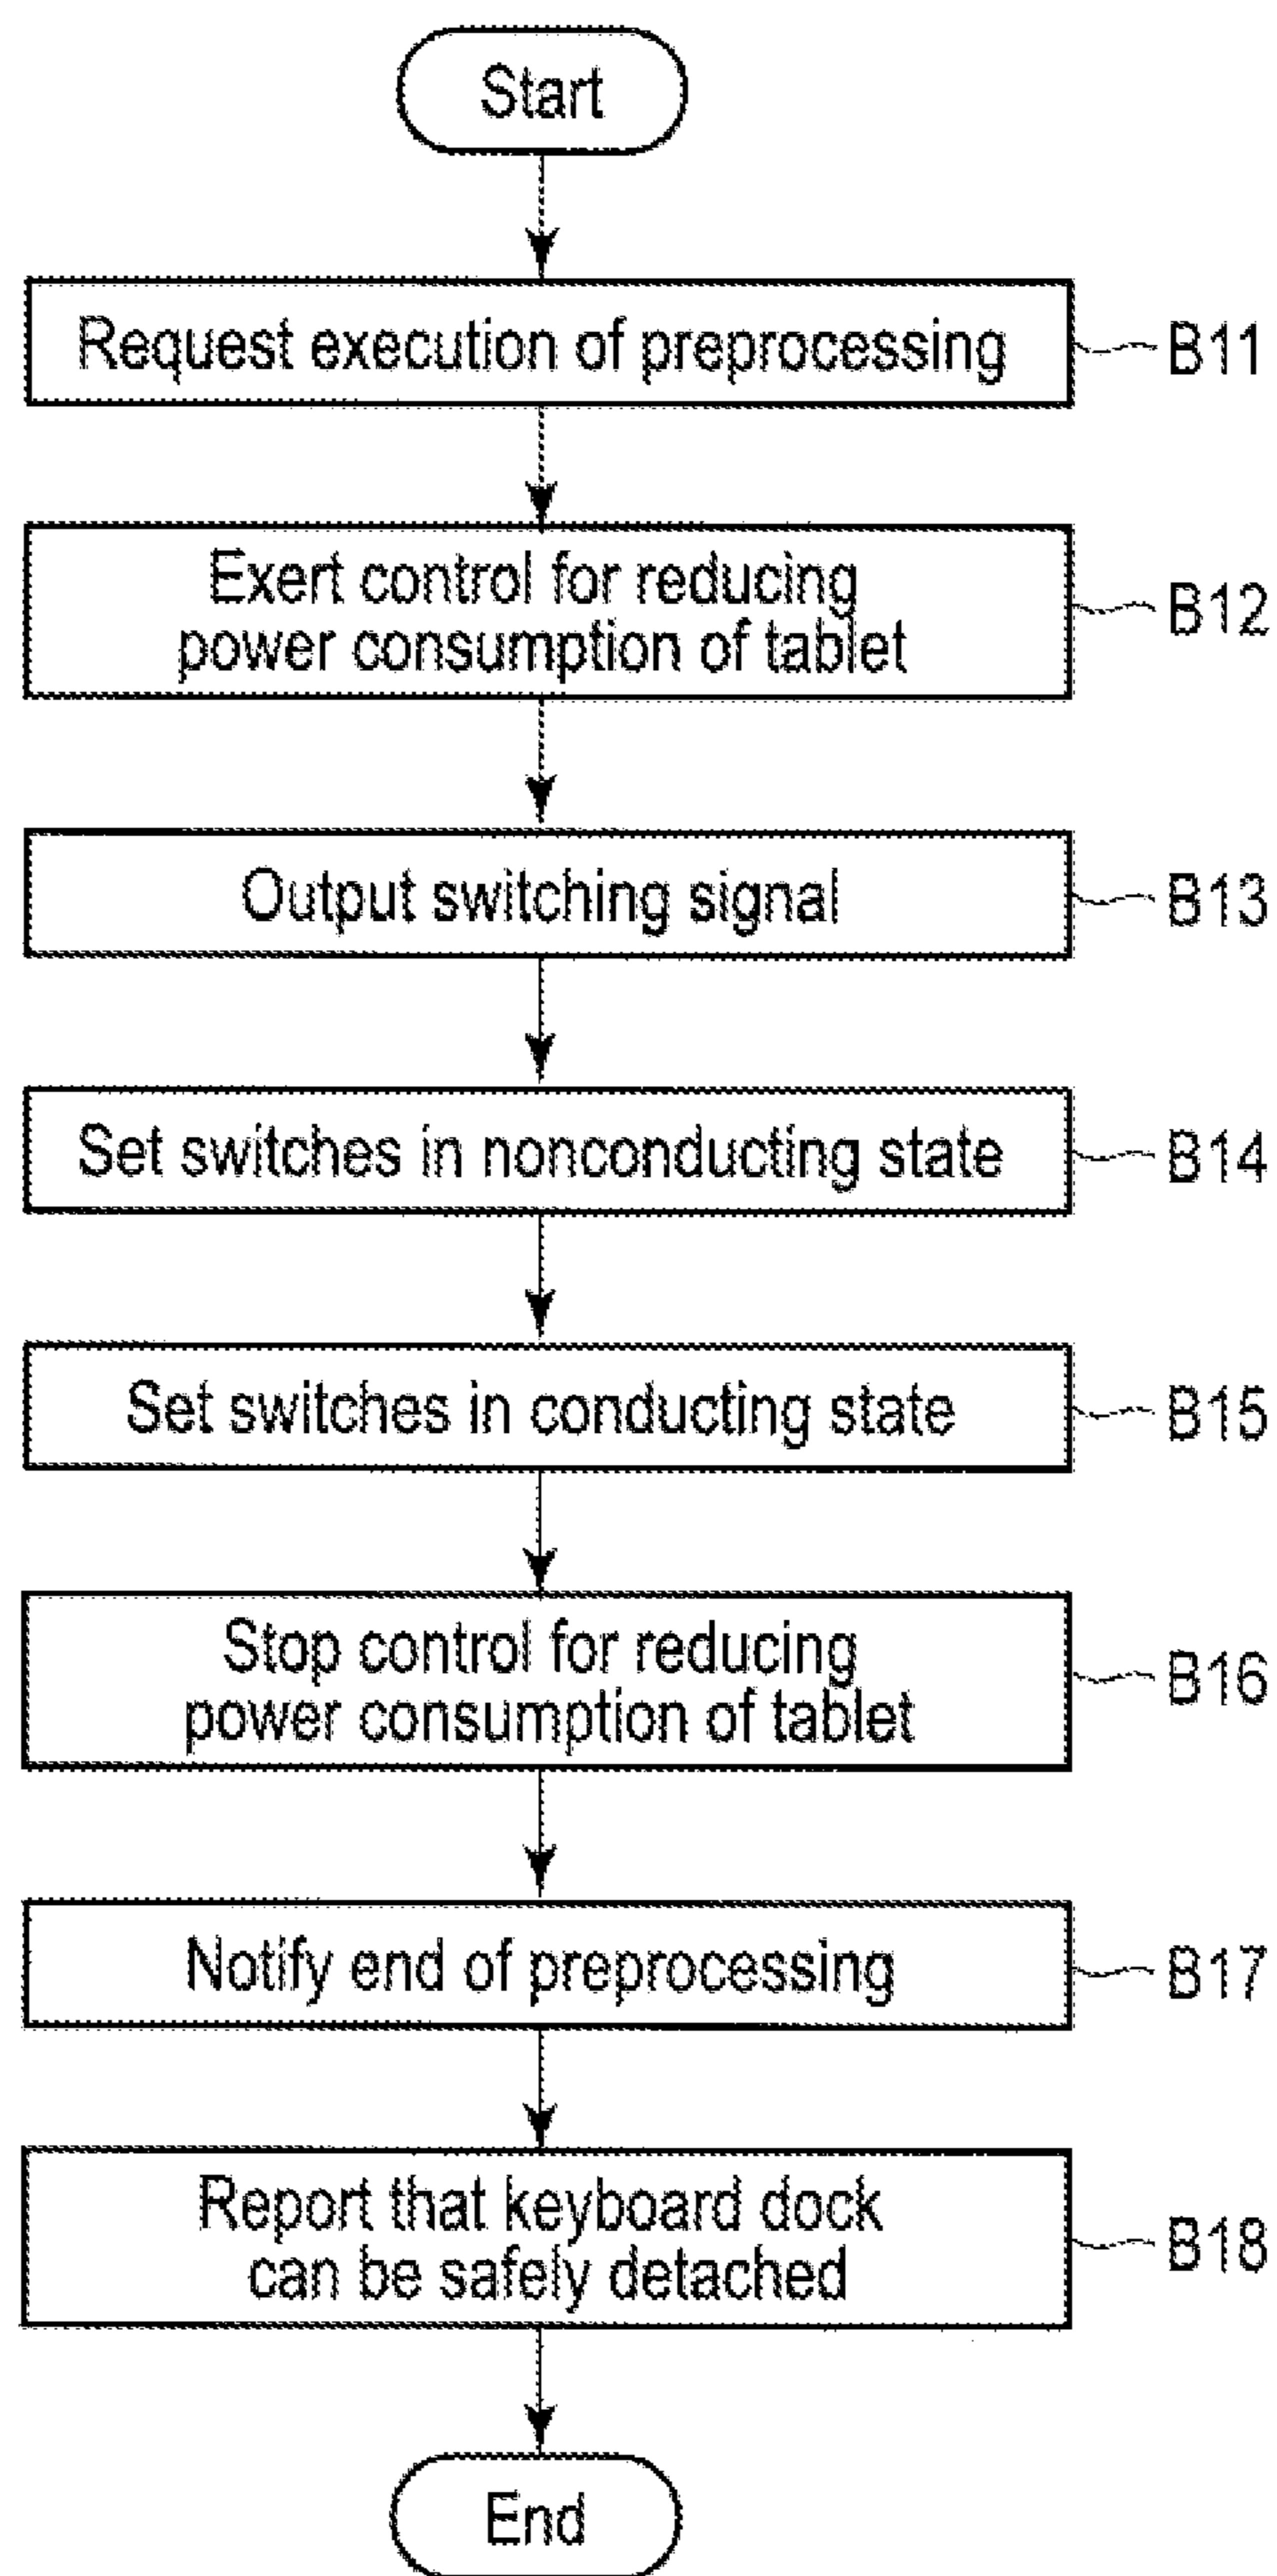 Start
Request execution of preprocessing
B11
Exert control for reducing
power consumption of tablet
B12
Output switching signal
B13
Set switches in nonconducting state
B14
Set switches in conducting state
B15
Stop control for reducing
power consumption of tablet
B16
Notify end of preprocessing
B17
Report that keyboard dock
can be safely detached
B18
End